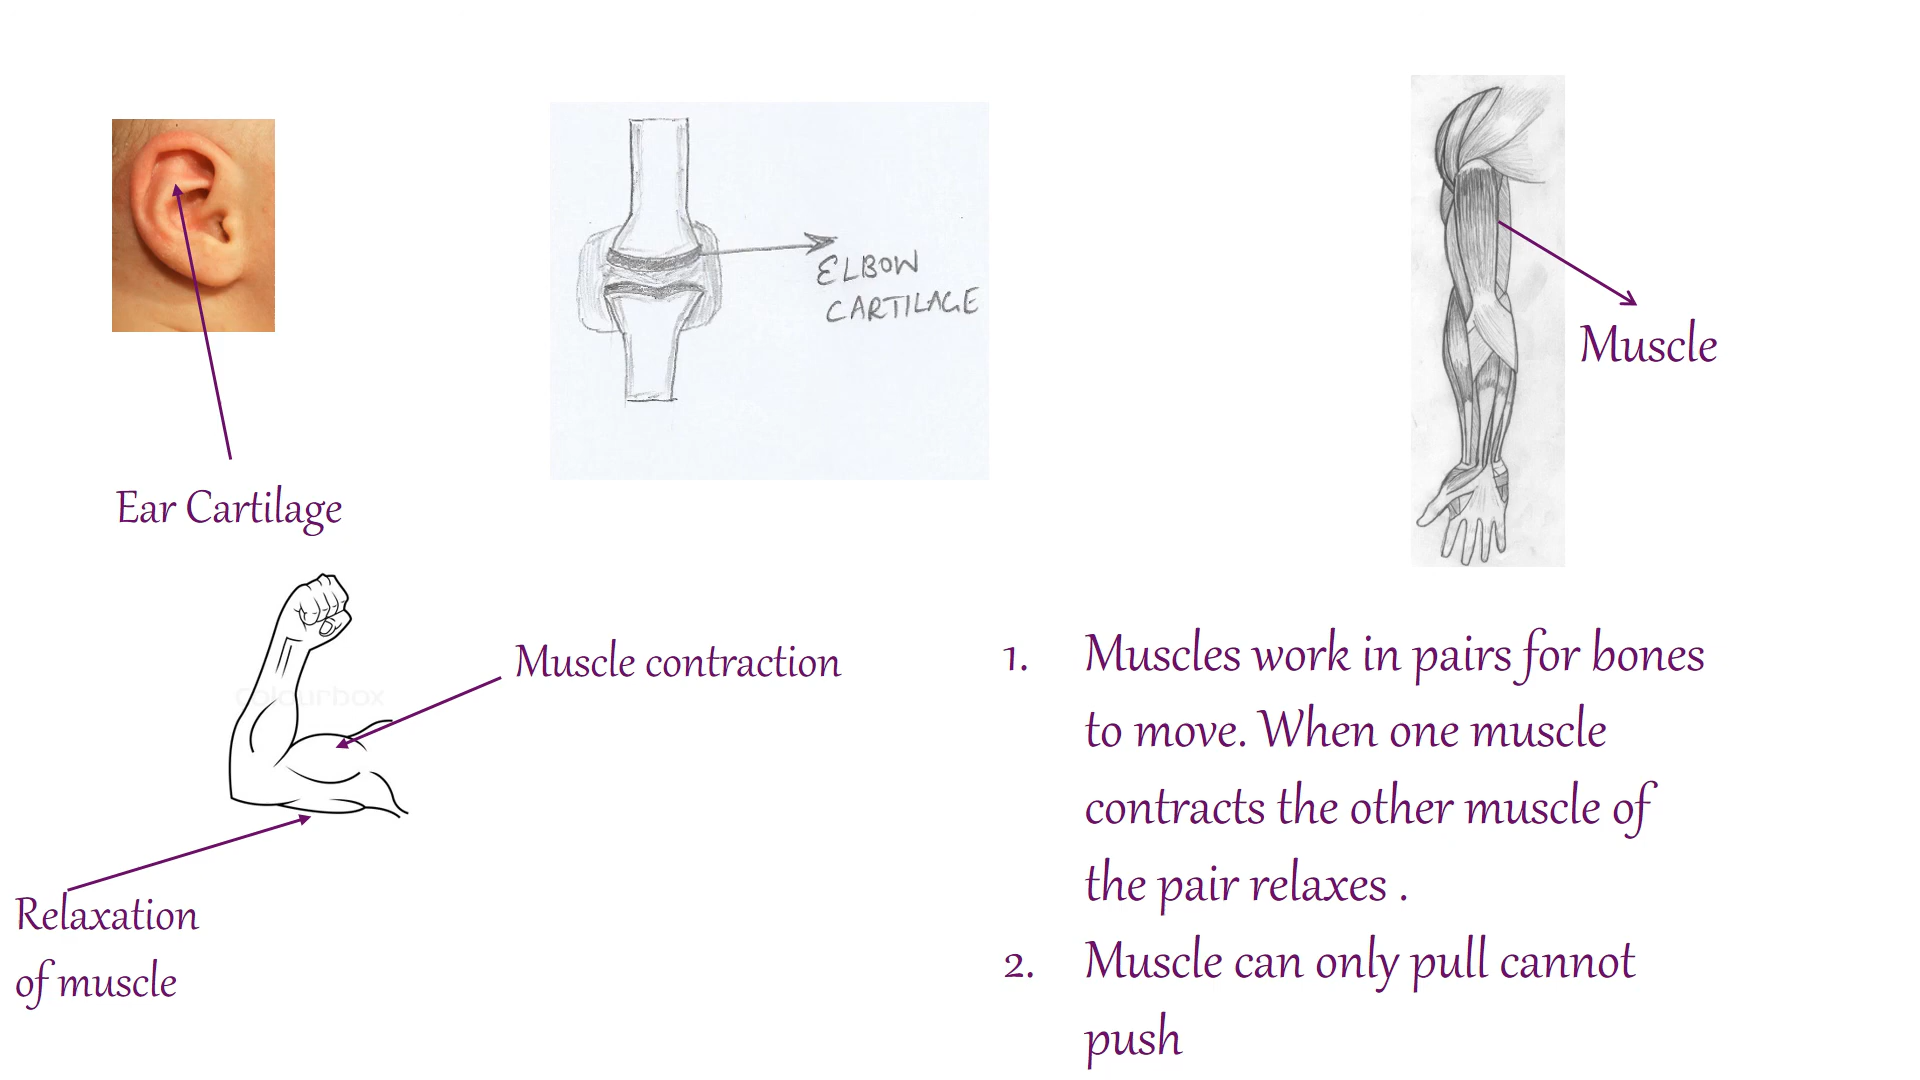 ELBOW
CARTILAGE
Muscle
Ear Cartilage
colourbox
Muscle contraction
Relaxation
of muscle
1. Muscles work in pairs for bones
to move. When one muscle
contracts the other muscle of
the pair relaxes .
2. Muscle can only pull cannot
push